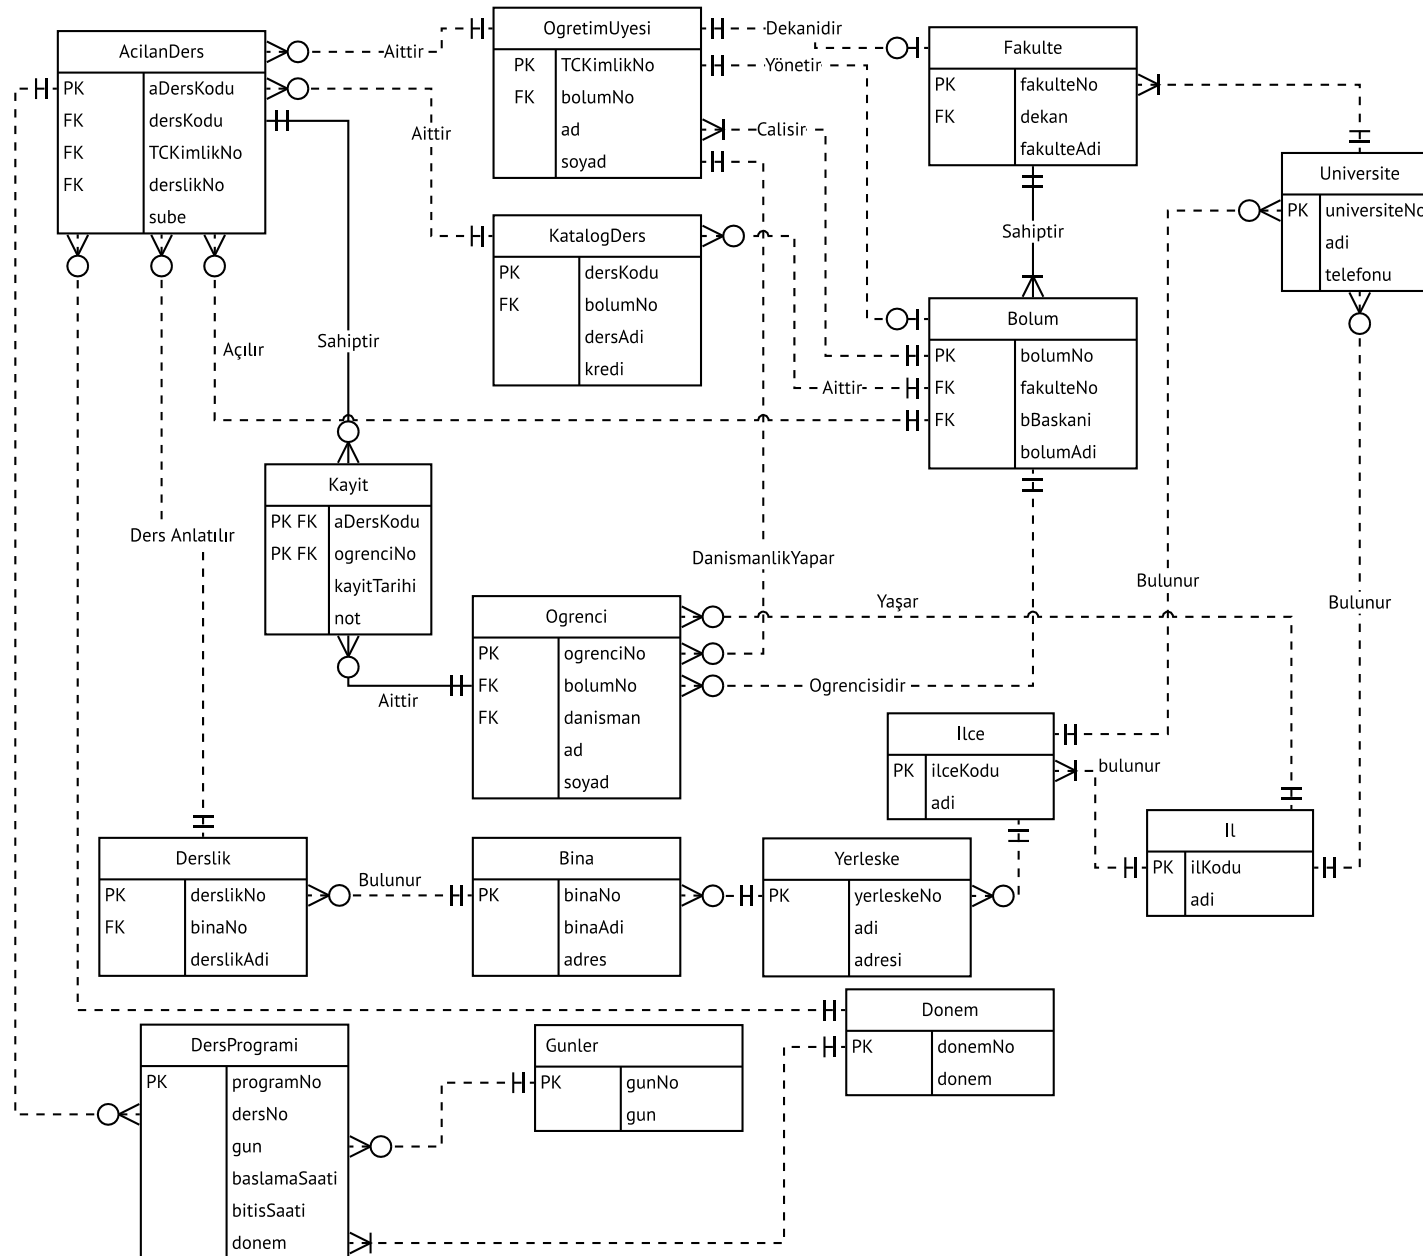 AcilanDers
PK aDersKodu
FK dersKodu
FK TCKimlikNo
FK derslikNo
sube
Aittir
OgretimUyesi
PK TCKimlikNo
FK bolumNo
ad
soyad
Dekanidir
Yönetir
Calisir
Fakulte
PK fakulteNo
FK dekan
fakulteAdi
Universite
PK universiteNo
adi
telefonu
Aittir
KatalogDers
PK dersKodu
FK bolumNo
dersAdi
kredi
Sahiptir
Bolum
PK bolumNo
FK fakulteNo
FK bBaskani
bolumAdi
Aittir
Açılır
Sahiptir
Kayit
PK FK aDersKodu
PK FK ogrenciNo
kayitTarihi
not
Ders Anlatılır
DanismanlikYapar
Bulunur
Bulunur
Yaşar
Ogrenci
PK ogrenciNo
FK bolumNo
FK danisman
ad
soyad
Aittir
Ogrencisidir
Ilce
PK ilceKodu
adi
bulunur
Il
PK ilKodu
adi
Derslik
PK derslikNo
FK binaNo
derslikAdi
Bulunur
Bina
PK binaNo
binaAdi
adres
Yerleske
PK yerleskeNo
adi
adresi
Donem
PK donemNo
donem
DersProgrami
PK programNo
dersNo
gun
baslamaSaati
bitisSaati
donem
Gunler
PK gunNo
gun